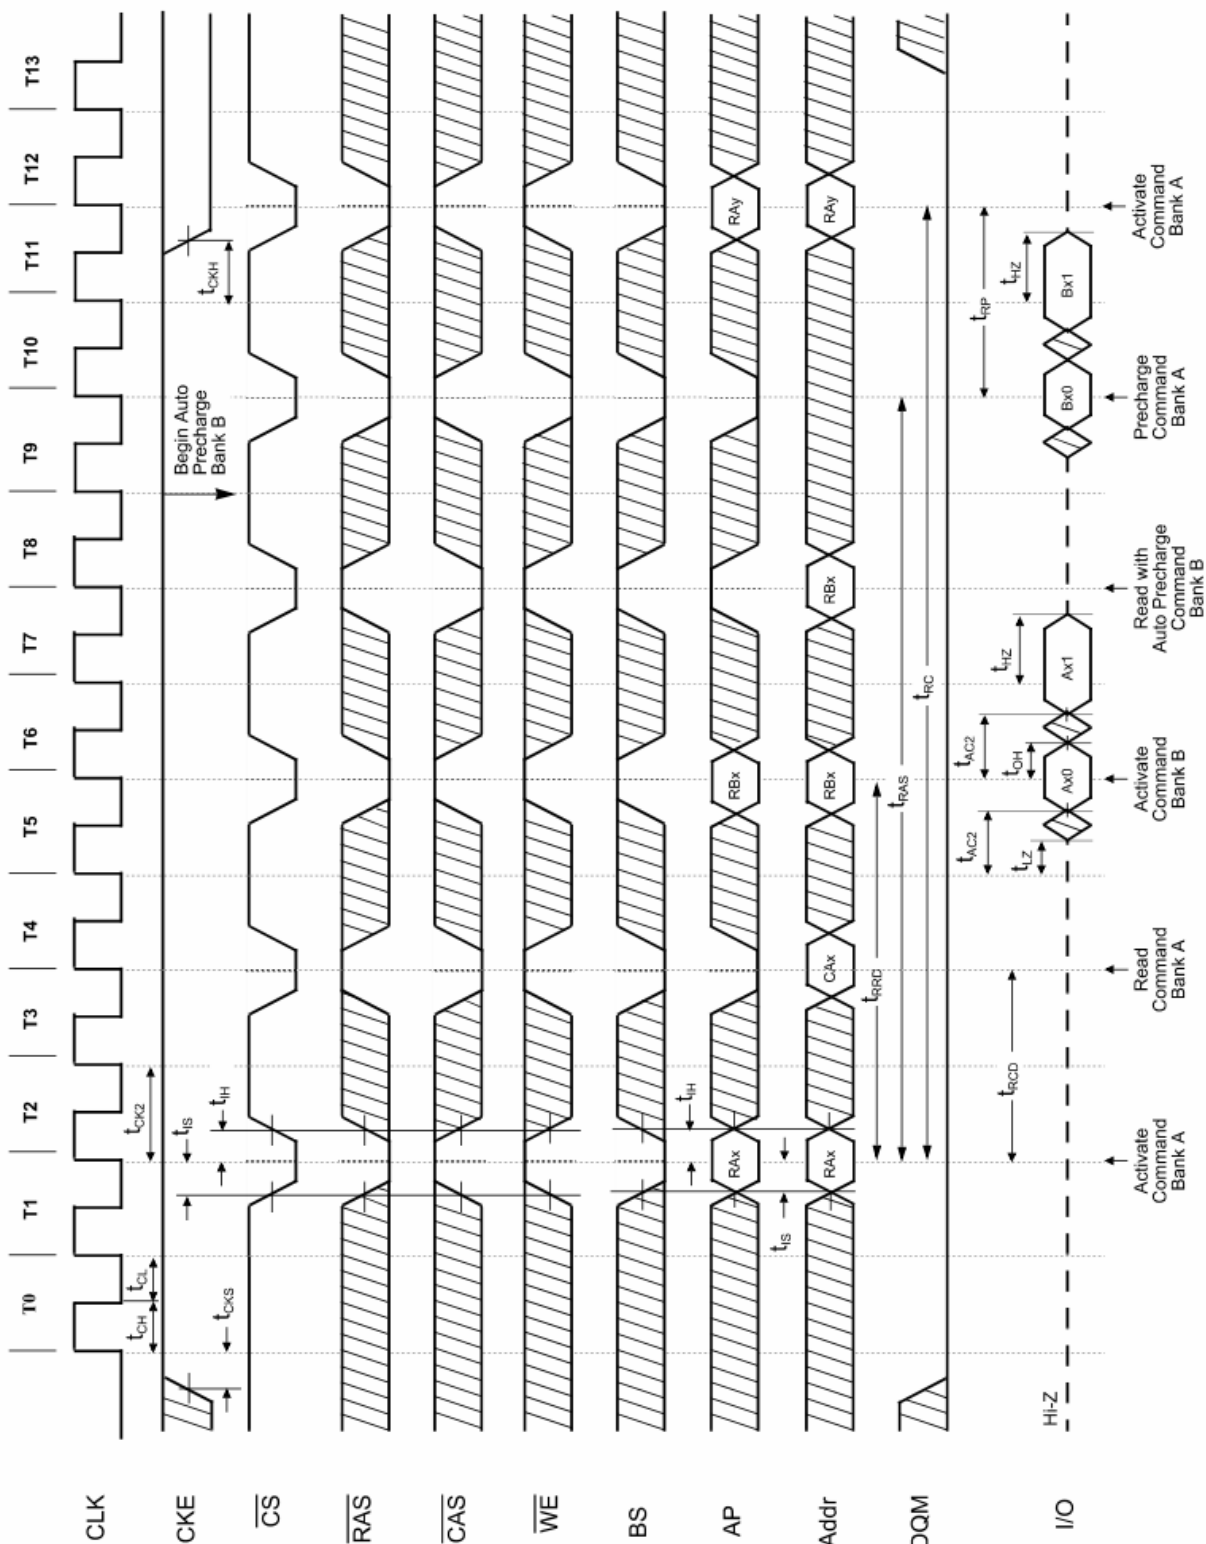 T0 T1 T2 T3 T4 T5 T6 T7 T8 T9 T10 T11 T12 T13
CLK
tCH
tCL
tCK2
CKE
tCKS
tIS
Begin Auto
Precharge
Bank B
tCKH
CS
tIH
RAS
CAS
WE
BS
AP
RAx RBx RAy
tIH
Addr
RAx CAx RBx RBx RAy
tIS
DQM
tRRD
tRAS
tRC
tRCD
tAC2
tAC2
tRP
tLZ
tOH
tHZ
tHZ
I/O
Hi-Z
Ax0 Ax1 Bx0 Bx1
Activate
Command
Bank A
Read
Command
Bank A
Activate
Command
Bank B
Read with
Auto Precharge
Command
Bank B
Precharge
Command
Bank A
Activate
Command
Bank A